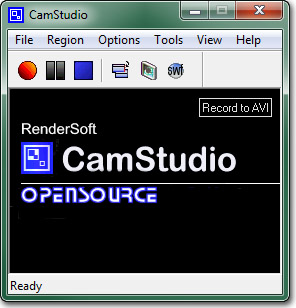 CamStudio
File Region Options Tools View Help
SWF
Record to AVI
RenderSoft
CamStudio
OPENSOURCE
Ready